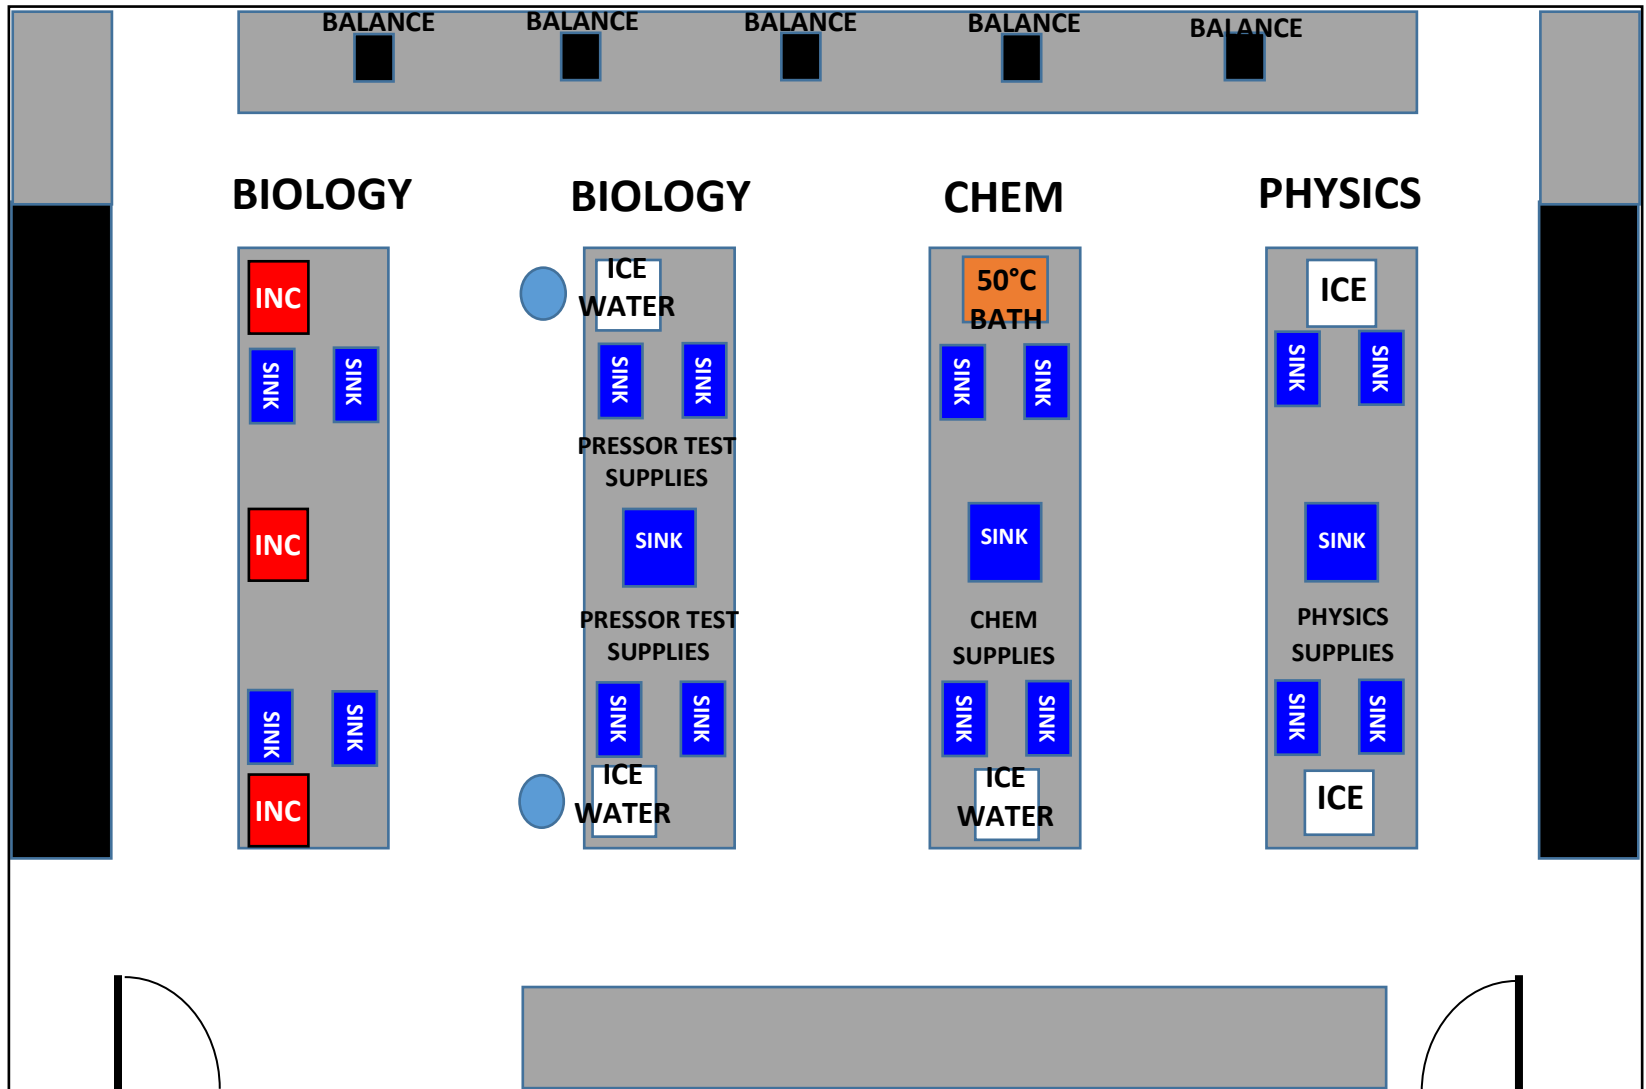 BALANCE
BALANCE
BALANCE
BALANCE
BALANCE
BIOLOGY
BIOLOGY
CHEM
PHYSICS
INC
SINK
SINK
INC
SINK
SINK
INC
ICE
WATER
SINK
SINK
PRESSOR TEST
SUPPLIES
SINK
PRESSOR TEST
SUPPLIES
SINK
SINK
ICE
WATER
50°C
BATH
SINK
SINK
SINK
CHEM
SUPPLIES
SINK
SINK
ICE
WATER
ICE
SINK
SINK
SINK
PHYSICS
SUPPLIES
SINK
SINK
ICE